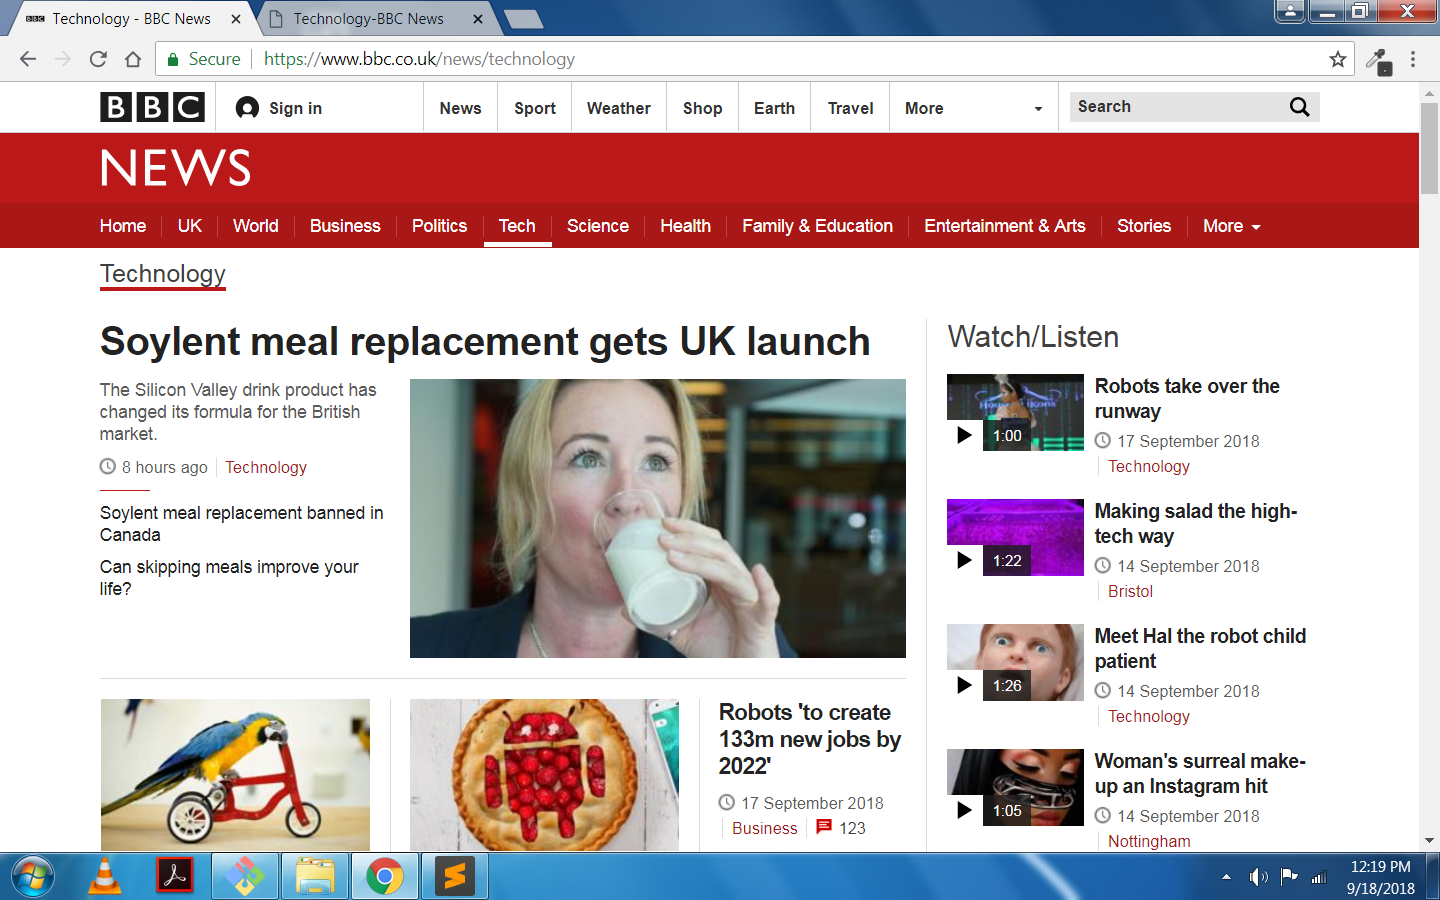 Technology - BBC News
Technology-BBC News
Secure https://www.bbc.co.uk/news/technology
BBC Sign in News Sport Weather Shop Earth Travel More Search
NEWS
Home UK World Business Politics Tech Science Health Family & Education Entertainment & Arts Stories More
Technology
Soylent meal replacement gets UK launch
The Silicon Valley drink product has
changed its formula for the British
market.
8 hours ago Technology
Soylent meal replacement banned in
Canada
Can skipping meals improve your
life?
Robots 'to create
133m new jobs by
2022'
17 September 2018
Business 123
Watch/Listen
1:00
Robots take over the
runway
17 September 2018
Technology
1:22
Making salad the high-
tech way
14 September 2018
Bristol
1:26
Meet Hal the robot child
patient
14 September 2018
Technology
1:05
Woman's surreal make-
up an Instagram hit
14 September 2018
Nottingham
12:19 PM
9/18/2018